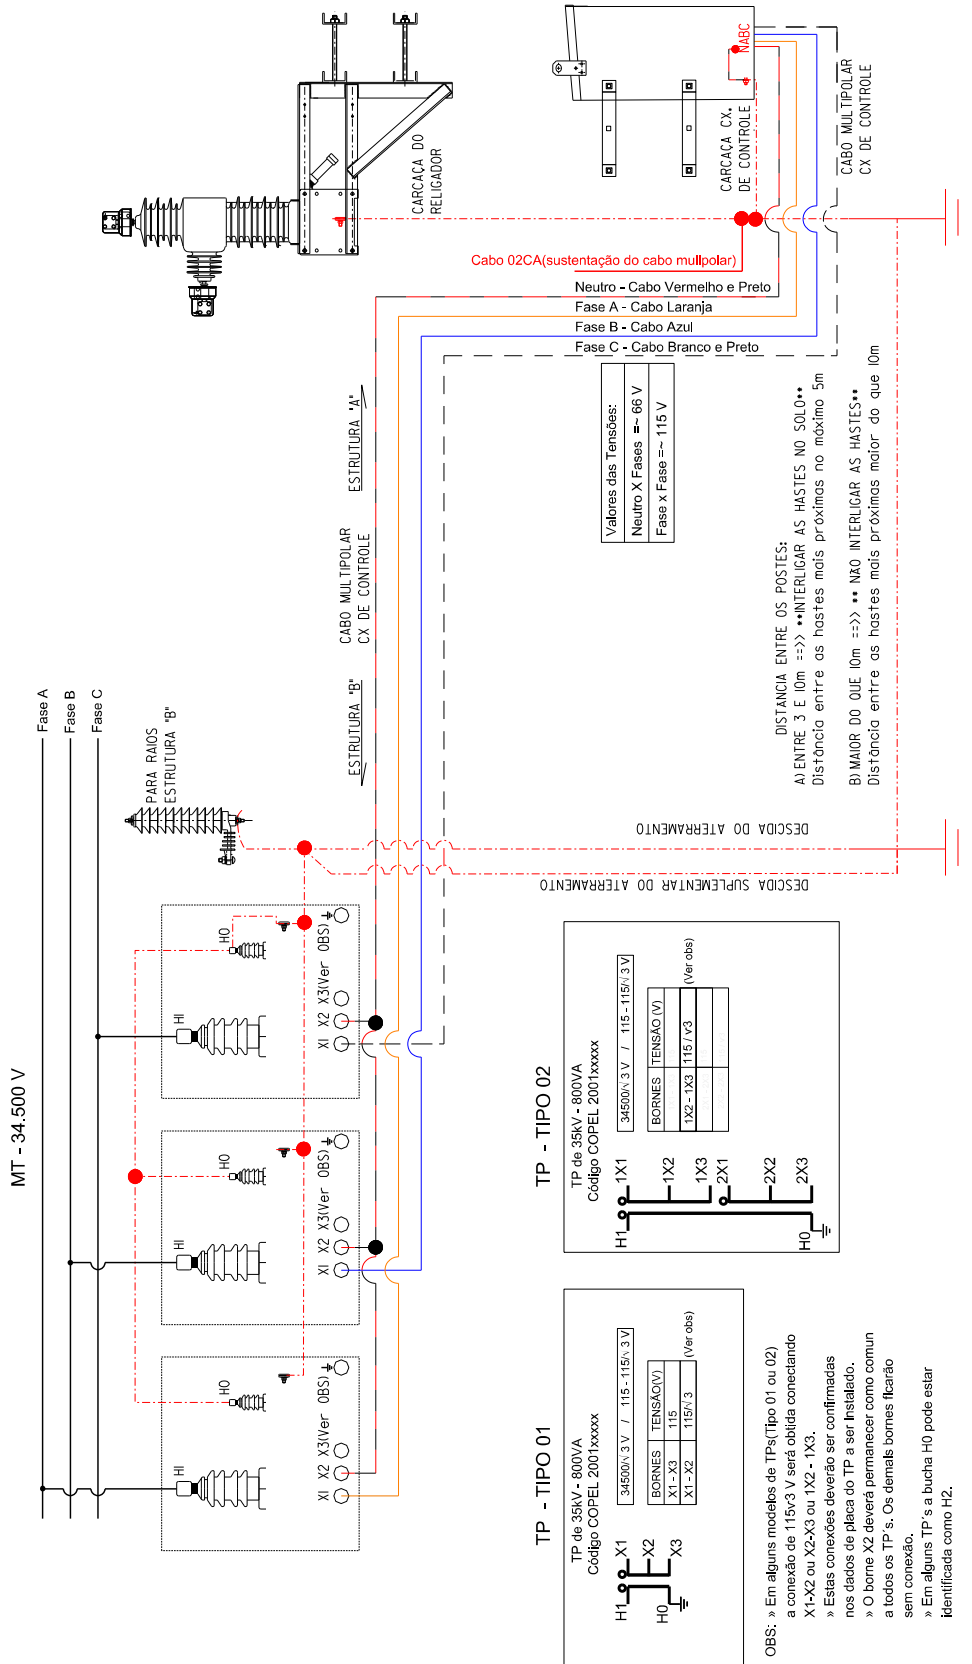 MT - 34.500 V
Fase A
Fase B
Fase C
PARA RAIOS
ESTRUTURA "B"
CARCAÇA DO
RELIGADOR
CARCAÇA CX.
DE CONTROLE
NABC
CABO MULTIPOLAR
CX DE CONTROLE
Cabo 02CA(sustentação do cabo mullpolar)
Neutro - Cabo Vermelho e Preto
Fase A - Cabo Laranja
Fase B - Cabo Azul
Fase C - Cabo Branco e Preto
ESTRUTURA "A"
CABO MULTIPOLAR
CX DE CONTROLE
ESTRUTURA "B"
Valores das Tensões:
Neutro X Fases =~ 66 V
Fase x Fase =~ 115 V
DISTANCIA ENTRE OS POSTES:
A) ENTRE 3 E 10m ==>> **INTERLIGAR AS HASTES NO SOLO**
Distância entre as hastes mais próximas no máximo 5m
B) MAIOR DO QUE 10m ==>> ** NÃO INTERLIGAR AS HASTES**
Distância entre as hastes mais próximas maior do que 10m
DESCIDA DO ATERRAMENTO
DESCIDA SUPLEMENTAR DO ATERRAMENTO
H1
H0
X1 X2 X3(Ver OBS)
H1
H0
X1 X2 X3(Ver OBS)
H1
H0
X1 X2 X3(Ver OBS)
TP - TIPO 01
TP de 35kV - 800VA
Código COPEL 2001xxxxx
H1
H0
X1
X2
X3
34500/√ 3 V / 115 - 115/√ 3 V
BORNES TENSÃO(V)
X1 - X3 115
X1 - X2 115/√ 3 (Ver obs)
TP - TIPO 02
TP de 35kV - 800VA
Código COPEL 2001xxxxx
H1
H0
1X1
1X2
1X3
2X1
2X2
2X3
34500/√ 3 V / 115 - 115/√ 3 V
BORNES TENSÃO (V)
1X2 - 1X3 115 / √3 (Ver obs)
OBS: » Em alguns modelos de TPs(Tipo 01 ou 02)
a conexão de 115√3 V será obtida conectando
X1-X2 ou X2-X3 ou 1X2 - 1X3.
» Estas conexões deverão ser confirmadas
nos dados de placa do TP a ser Instalado.
» O borne X2 deverá permanecer como comun
a todos os TP´s. Os demais bornes ficarão
sem conexão.
» Em alguns TP´s a bucha H0 pode estar
identificada como H2.